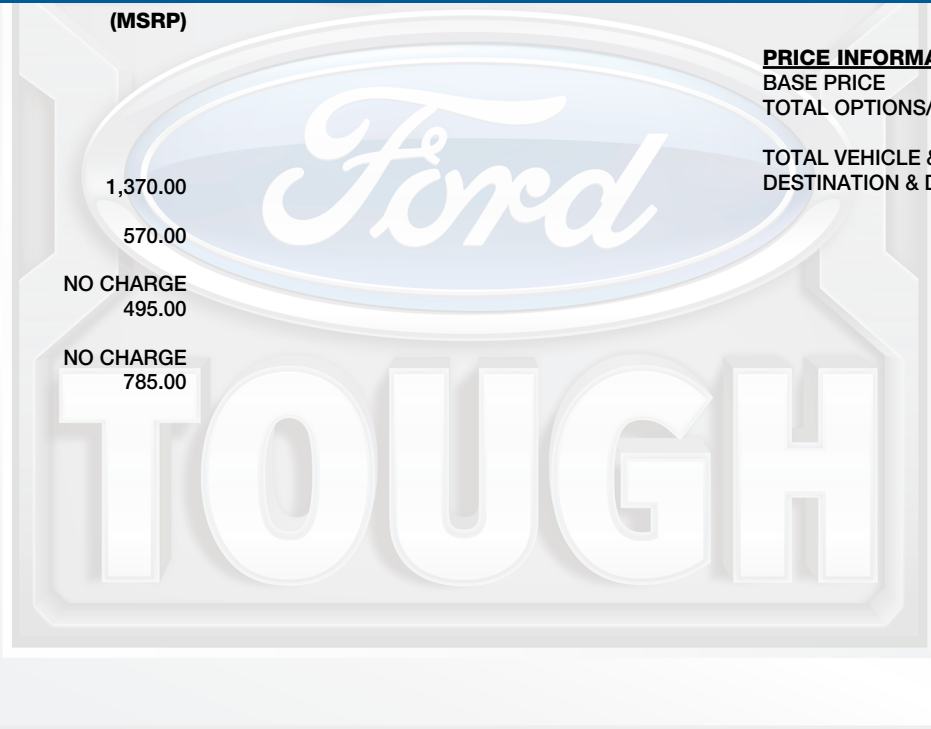 (MSRP)
1,370.00
570.00
NO CHARGE
495.00
NO CHARGE
785.00
PRICE INFORMA
BASE PRICE
TOTAL OPTIONS/
TOTAL VEHICLE &
DESTINATION & D
Ford
TOUGH